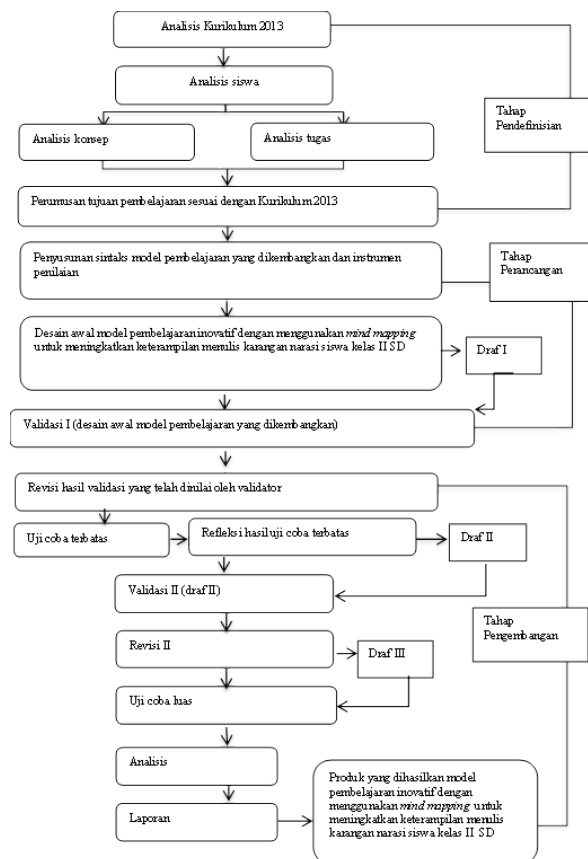 Analisis Kurikulum 2013
Analisis siswa
Tahap
Pendefinisian
Analisis konsep
Analisis tugas
Perumusan tujuan pembelajaran sesuai dengan Kurikulum 2013
Penyusunan sintaks model pembelajaran yang dikembangkan dan instrumen
penilaian
Tahap
Perancangan
Desain awal model pembelajaran inovatif dengan menggunakan mind mapping
untuk meningkatkan keterampilan menulis karangan narasi siswa kelas II SD
Draf I
Validasi I (desain awal model pembelajaran yang dikembangkan)
Revisi hasil validasi yang telah dinilai oleh validator
Uji coba terbatas
Refleksi hasil uji coba terbatas
Draf II
Validasi II (draf II)
Tahap
Pengembangan
Revisi II
Draf III
Uji coba luas
Analisis
Laporan
Produk yang dihasilkan model
pembelajaran inovatif dengan
menggunakan mind mapping untuk
meningkatkan keterampilan menulis
karangan narasi siswa kelas II SD